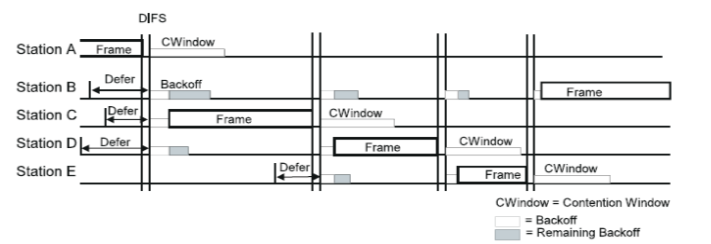 DIFS
Station A Frame CWindow
Station B Defer Backoff Frame
Station C Defer Frame CWindow
Station D Defer Frame CWindow
Station E Defer Frame CWindow
CWindow = Contention Window
= Backoff
= Remaining Backoff